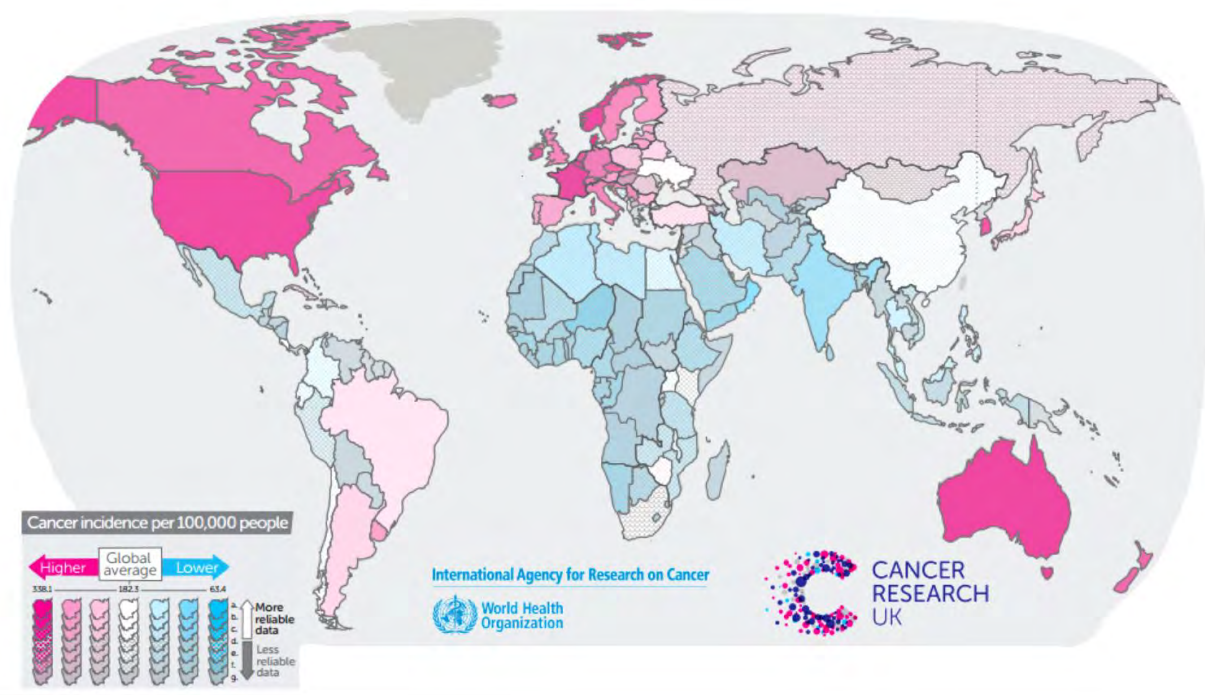 Cancer incidence per 100,000 people
Higher
Global
average
Lower
338.1
182.3
63.4
a.
b.
c.
d.
e.
f.
g.
More
reliable
data
Less
reliable
data
International Agency for Research on Cancer
World Health
Organization
CANCER
RESEARCH
UK